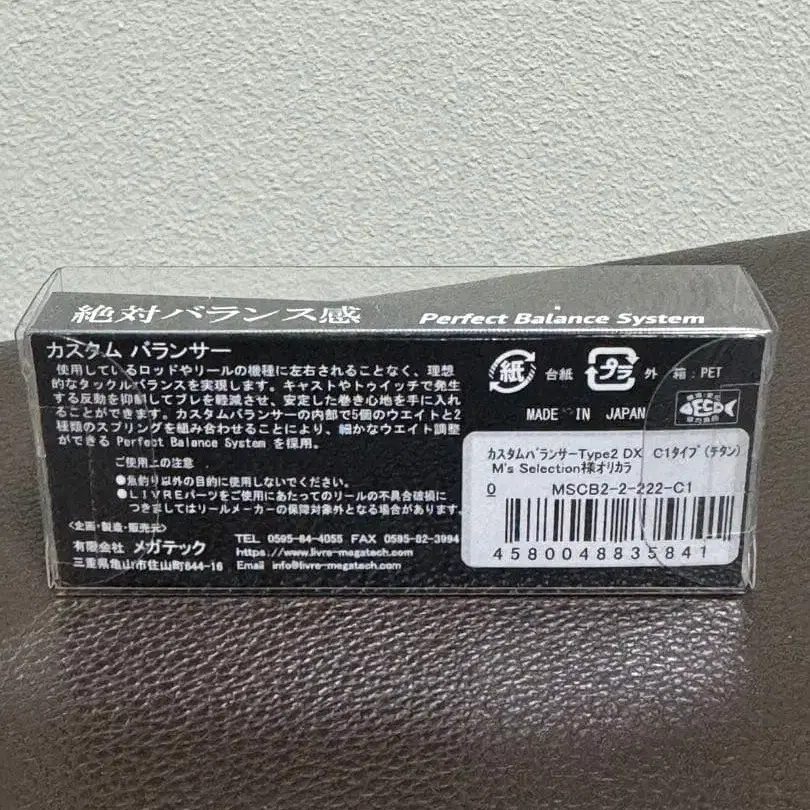 絶対バランス感 Perfect Balance System
カスタム バランサー
使用しているロッドやリールの機種に左右されることなく、理想
的なタックルバランスを実現します。キャストやトゥイッチで発生
する反動を抑制してブレを軽減させ、安定した巻き心地を手に入れ
ることができます。カスタムバランサーの内部で5個のウエイトと2
種類のスプリングを組み合わせることにより、細かなウエイト調整
ができる Perfect Balance System を採用。
ご使用上の注意
●魚釣り以外の目的に使用しないでください。
●LIVREパーツをご使用にあたってのリールの不具合破損に
つきましてはリールメーカーの保障対象外となる場合があります。
<企画・製造・販売元>
有限会社 メガテック
三重県亀山市住山町644-16
TEL 0595-84-4055 FAX 0595-82-3994
https://www.livre-megatech.com
Email info@livre-megatech.com
紙 台紙 プラ 外 箱：PET
MADE IN JAPAN
ECO
カスタムバランサーType2 DX C1タイプ(チタン)
M's Selection様オリカラ
0 MSCB2-2-222-C1
4580048835841